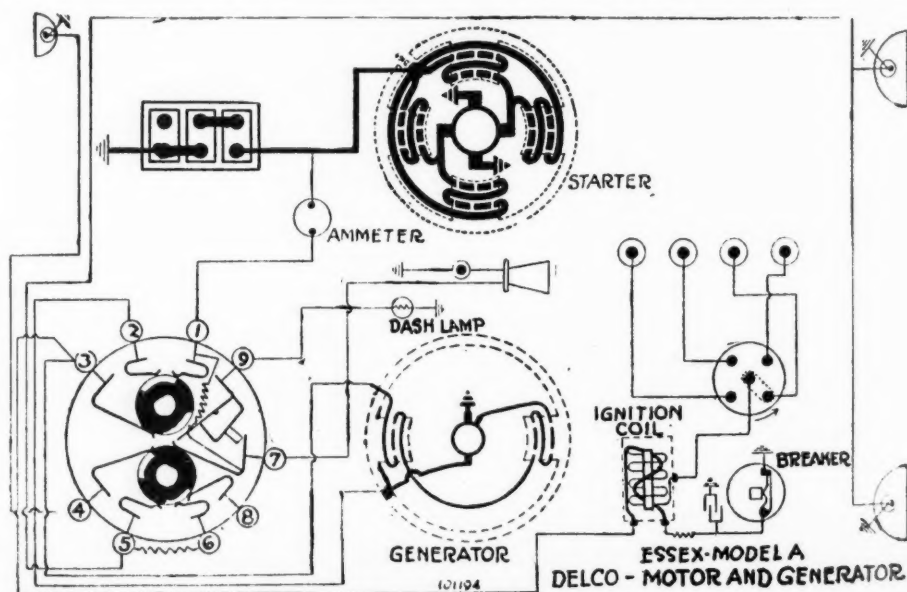 STARTER
AMMETER
DASH LAMP
2
1
3
9
7
4
8
5
6
IGNITION
COIL
BREAKER
GENERATOR
101194
ESSEX-MODEL A
DELCO - MOTOR AND GENERATOR